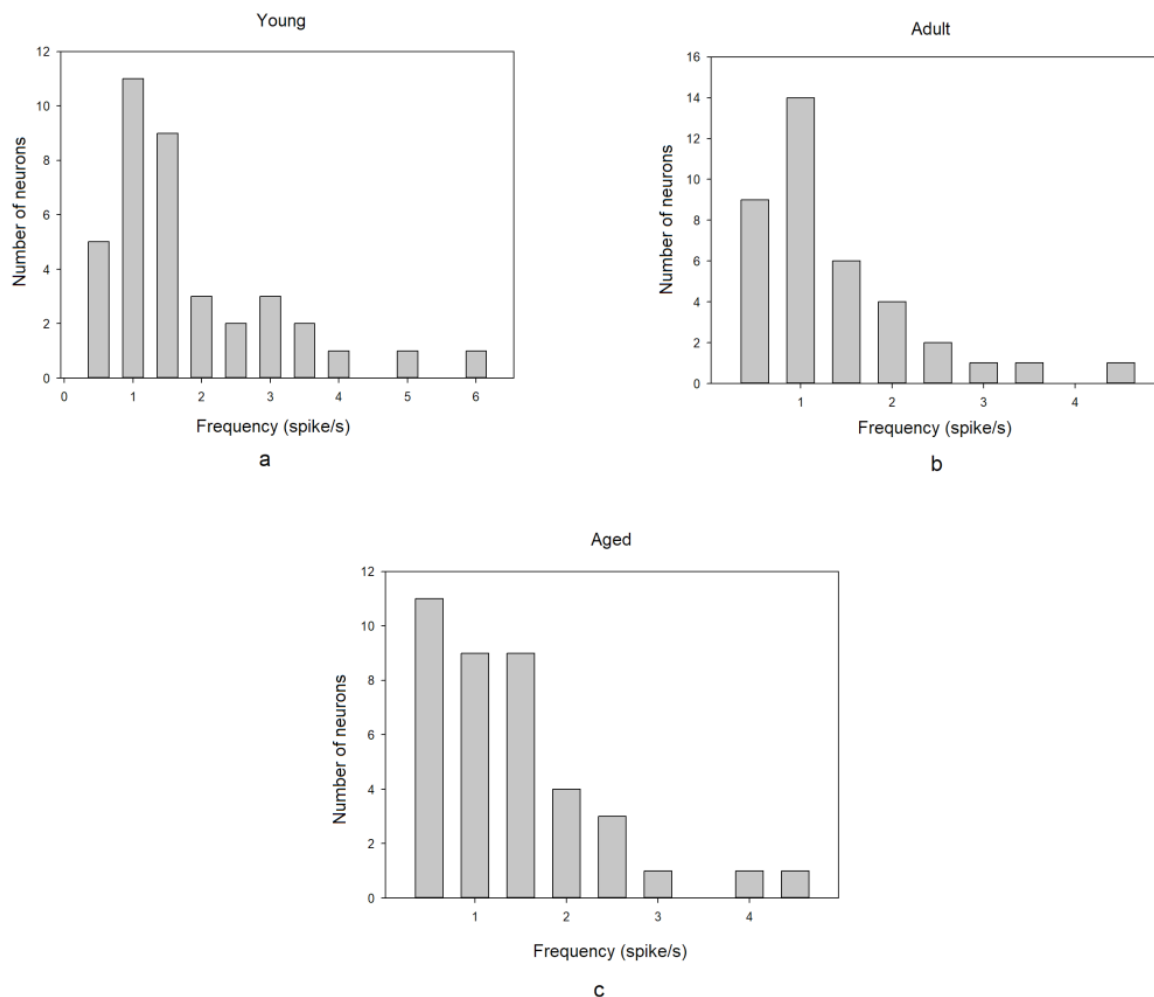 Young
12
10
8
6
4
2
0
Number of neurons
0 1 2 3 4 5 6
Frequency (spike/s)
a
Adult
16
14
12
10
8
6
4
2
0
Number of neurons
1 2 3 4
Frequency (spike/s)
b
Aged
12
10
8
6
4
2
0
Number of neurons
1 2 3 4
Frequency (spike/s)
c